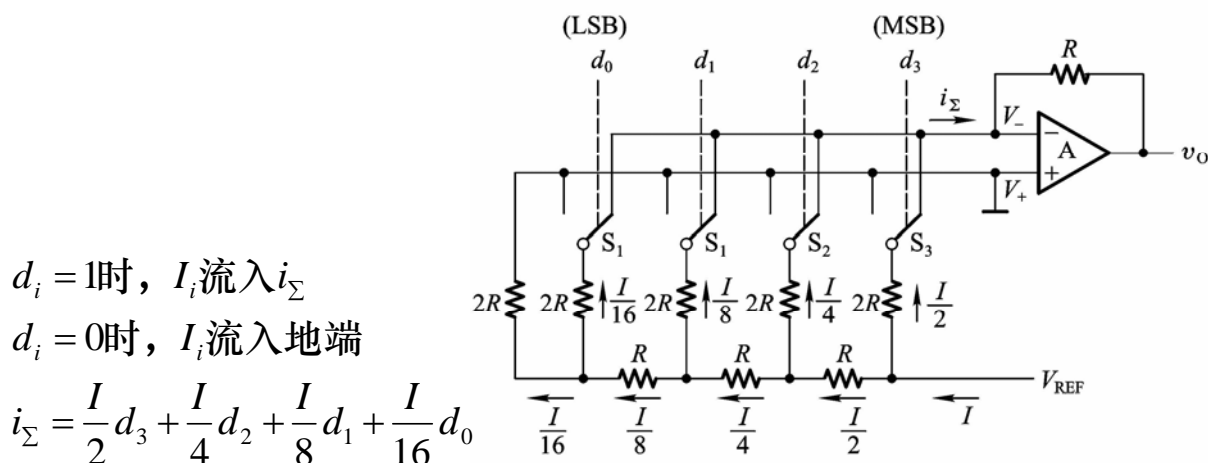 (LSB) (MSB)
d₀ d₁ d₂ d₃ R
i_Σ V₋
− A +
v_O
V₊
S₁ S₁ S₂ S₃
d_i = 1时，I_i流入i_Σ
2R 2R I/16 2R I/8 2R I/4 2R I/2
d_i = 0时，I_i流入地端
R R R
V_REF
i_Σ = I/2 d₃ + I/4 d₂ + I/8 d₁ + I/16 d₀
I/16 I/8 I/4 I/2 I